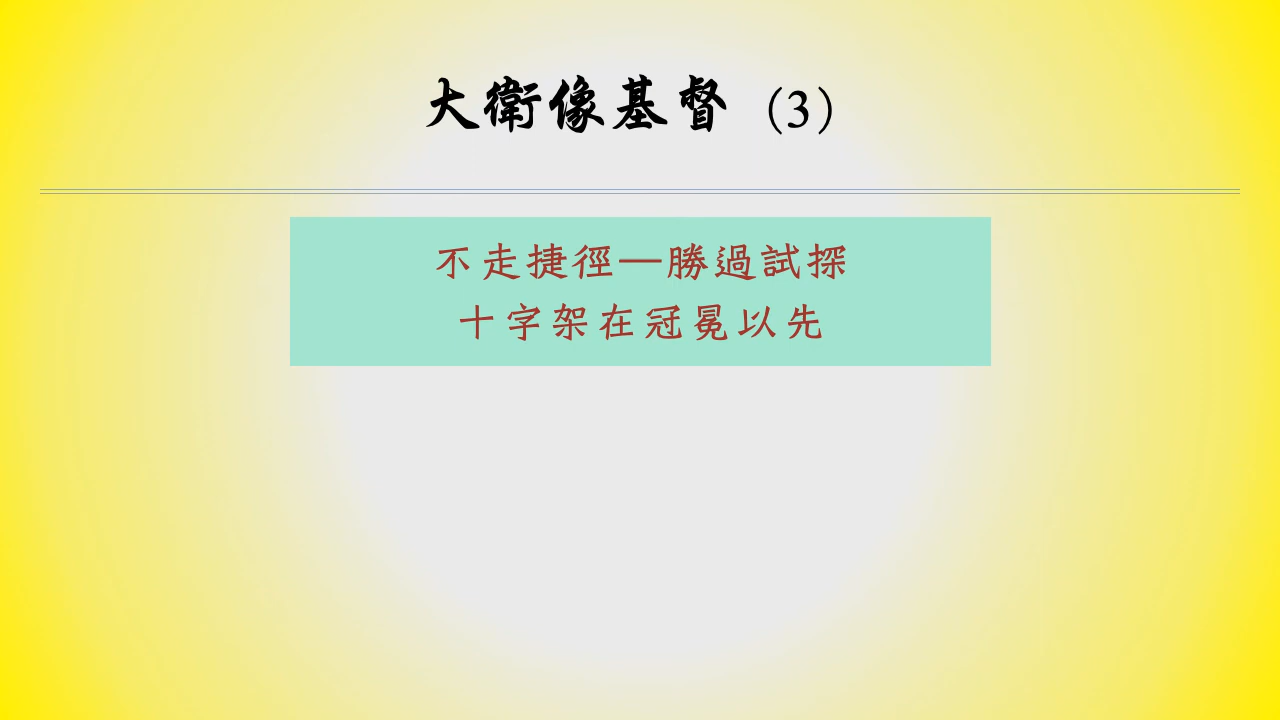 大衛像基督（3）
不走捷徑—勝過試探
十字架在冠冕以先